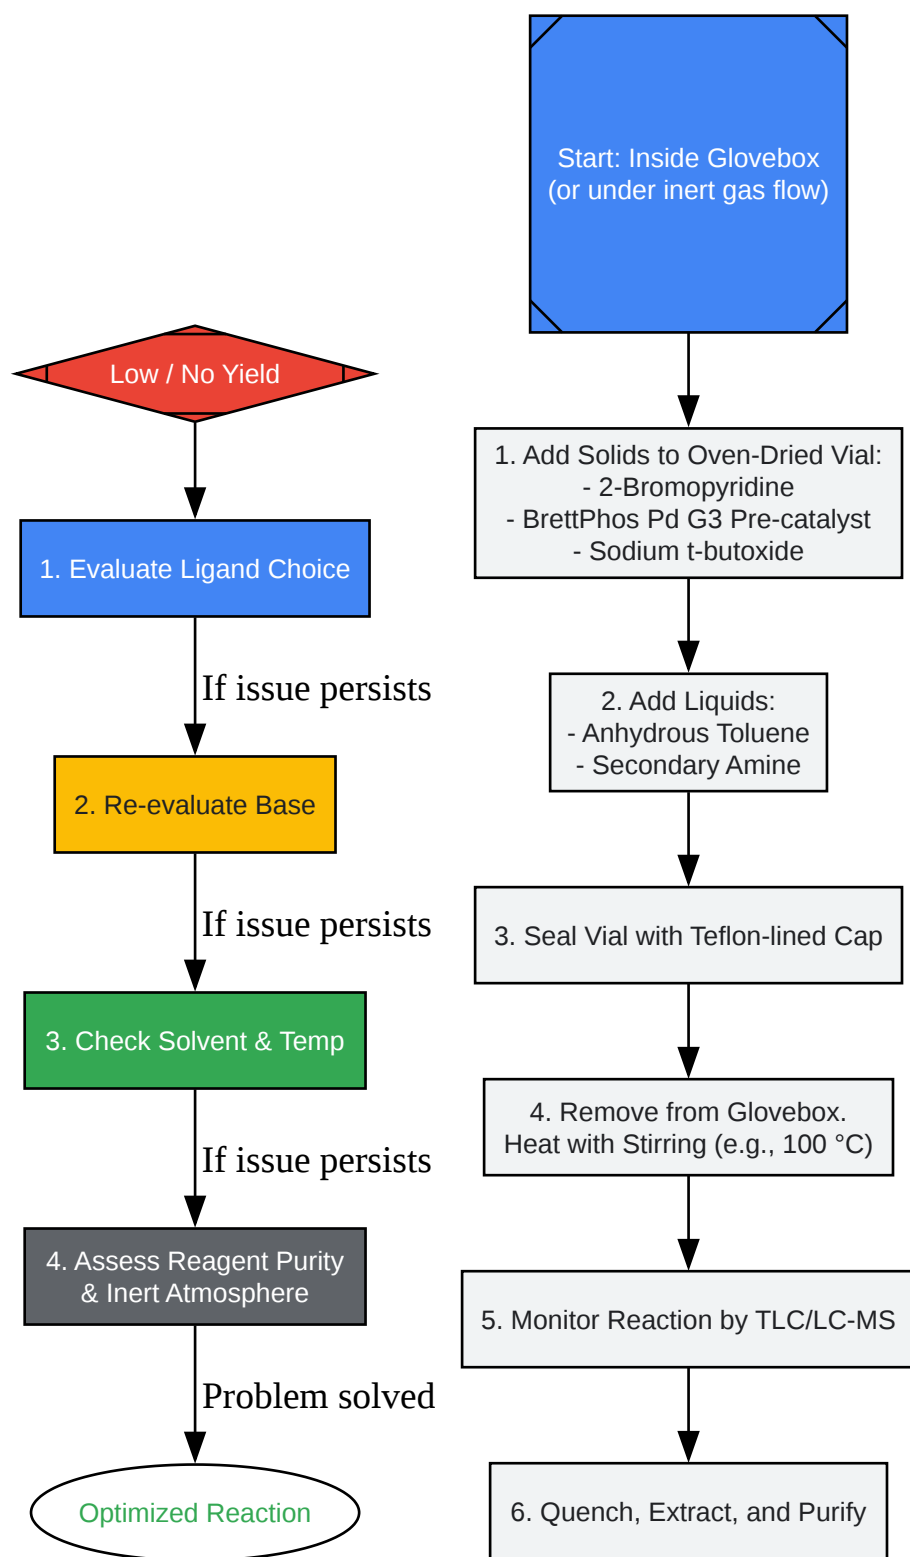 Low / No Yield
1. Evaluate Ligand Choice
If issue persists
2. Re-evaluate Base
If issue persists
3. Check Solvent & Temp
If issue persists
4. Assess Reagent Purity
& Inert Atmosphere
Problem solved
Optimized Reaction
Start: Inside Glovebox
(or under inert gas flow)
1. Add Solids to Oven-Dried Vial:
- 2-Bromopyridine
- BrettPhos Pd G3 Pre-catalyst
- Sodium t-butoxide
2. Add Liquids:
- Anhydrous Toluene
- Secondary Amine
3. Seal Vial with Teflon-lined Cap
4. Remove from Glovebox.
Heat with Stirring (e.g., 100 °C)
5. Monitor Reaction by TLC/LC-MS
6. Quench, Extract, and Purify